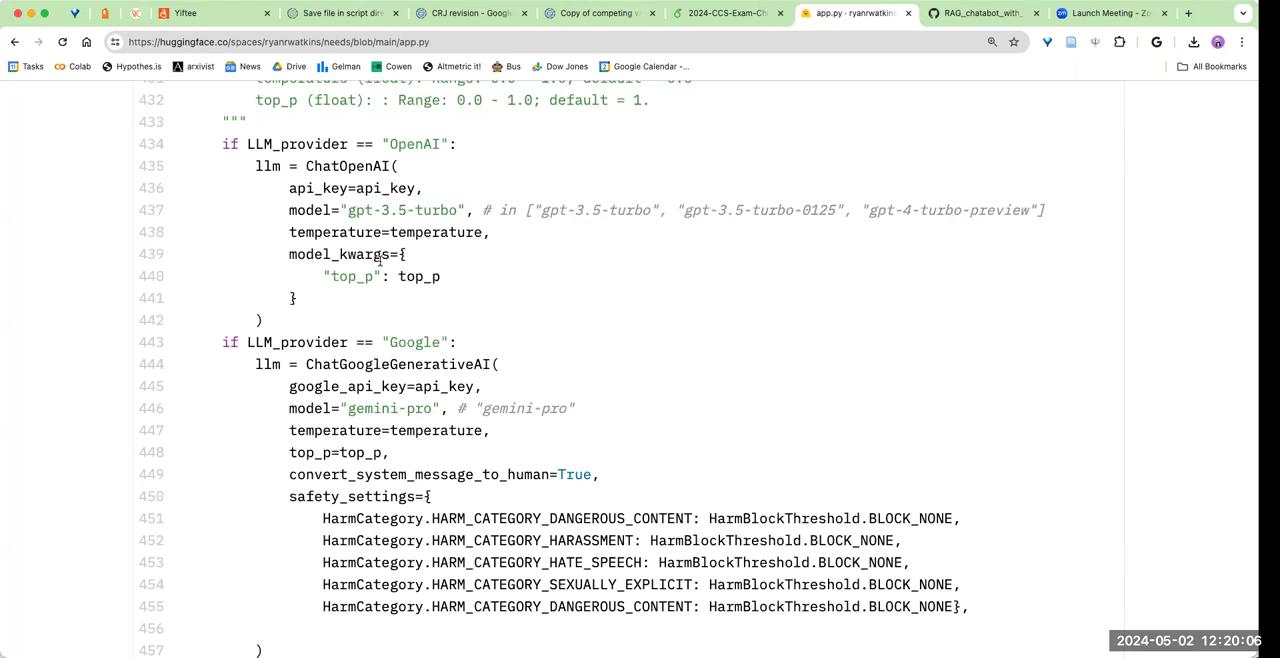 Yiftee
Save file in script dire
CRJ revision - Google
Copy of competing v
2024-CCS-Exam-Ch
app.py · ryanrwatkins
RAG_chatabot_with_
Launch Meeting - Zo
https://huggingface.co/spaces/ryanrwatkins/needs/blob/main/app.py
Tasks
Colab
Hypothes.is
arxivist
News
Drive
Gelman
Cowen
Altmetric it!
Bus
Dow Jones
Google Calendar -...
All Bookmarks
432 top_p (float): : Range: 0.0 - 1.0; default = 1.
433 """
434 if LLM_provider == "OpenAI":
435 llm = ChatOpenAI(
436 api_key=api_key,
437 model="gpt-3.5-turbo", # in ["gpt-3.5-turbo", "gpt-3.5-turbo-0125", "gpt-4-turbo-preview"]
438 temperature=temperature,
439 model_kwargs={
440 "top_p": top_p
441 }
442 )
443 if LLM_provider == "Google":
444 llm = ChatGoogleGenerativeAI(
445 google_api_key=api_key,
446 model="gemini-pro", # "gemini-pro"
447 temperature=temperature,
448 top_p=top_p,
449 convert_system_message_to_human=True,
450 safety_settings={
451 HarmCategory.HARM_CATEGORY_DANGEROUS_CONTENT: HarmBlockThreshold.BLOCK_NONE,
452 HarmCategory.HARM_CATEGORY_HARASSMENT: HarmBlockThreshold.BLOCK_NONE,
453 HarmCategory.HARM_CATEGORY_HATE_SPEECH: HarmBlockThreshold.BLOCK_NONE,
454 HarmCategory.HARM_CATEGORY_SEXUALLY_EXPLICIT: HarmBlockThreshold.BLOCK_NONE,
455 HarmCategory.HARM_CATEGORY_DANGEROUS_CONTENT: HarmBlockThreshold.BLOCK_NONE},
456
457 )
2024-05-02 12:20:06